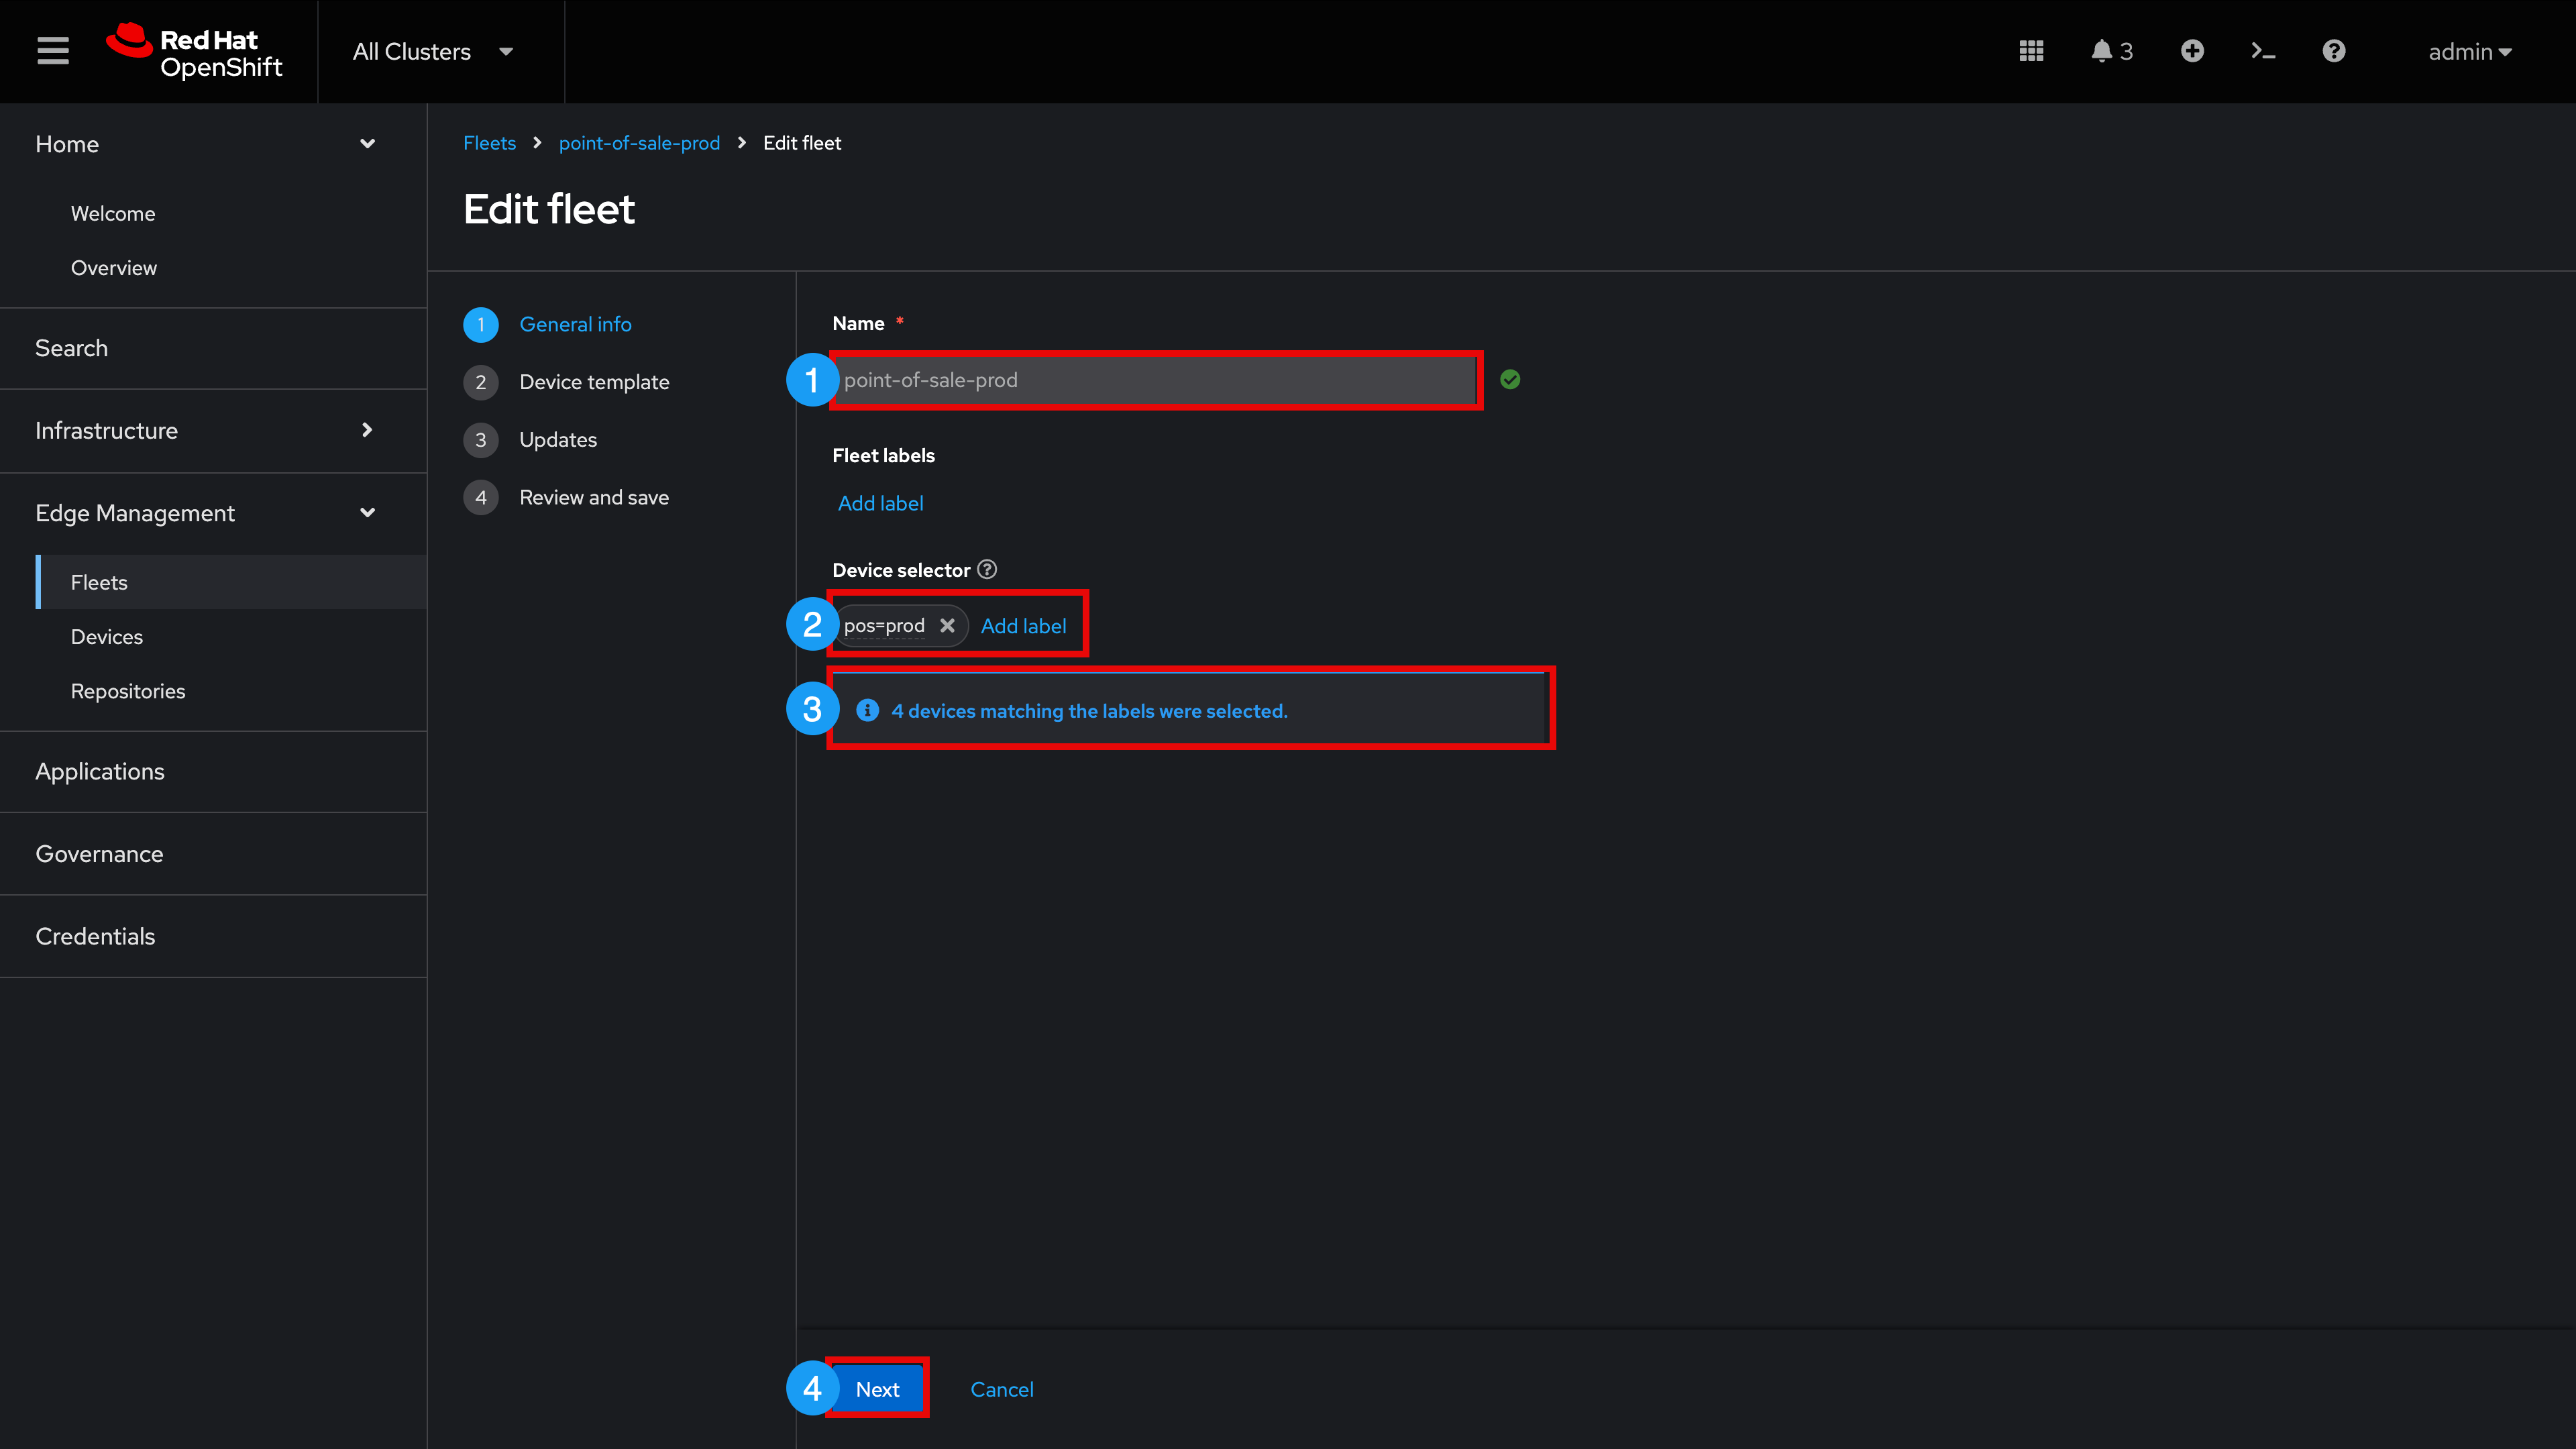 Red Hat
OpenShift
All Clusters
3
admin
Home
Welcome
Overview
Search
Infrastructure
Edge Management
Fleets
Devices
Repositories
Applications
Governance
Credentials
Fleets > point-of-sale-prod > Edit fleet
Edit fleet
1 General info
2 Device template
3 Updates
4 Review and save
Name *
1 point-of-sale-prod
Fleet labels
Add label
Device selector
2 pos=prod Add label
3 4 devices matching the labels were selected.
4 Next Cancel